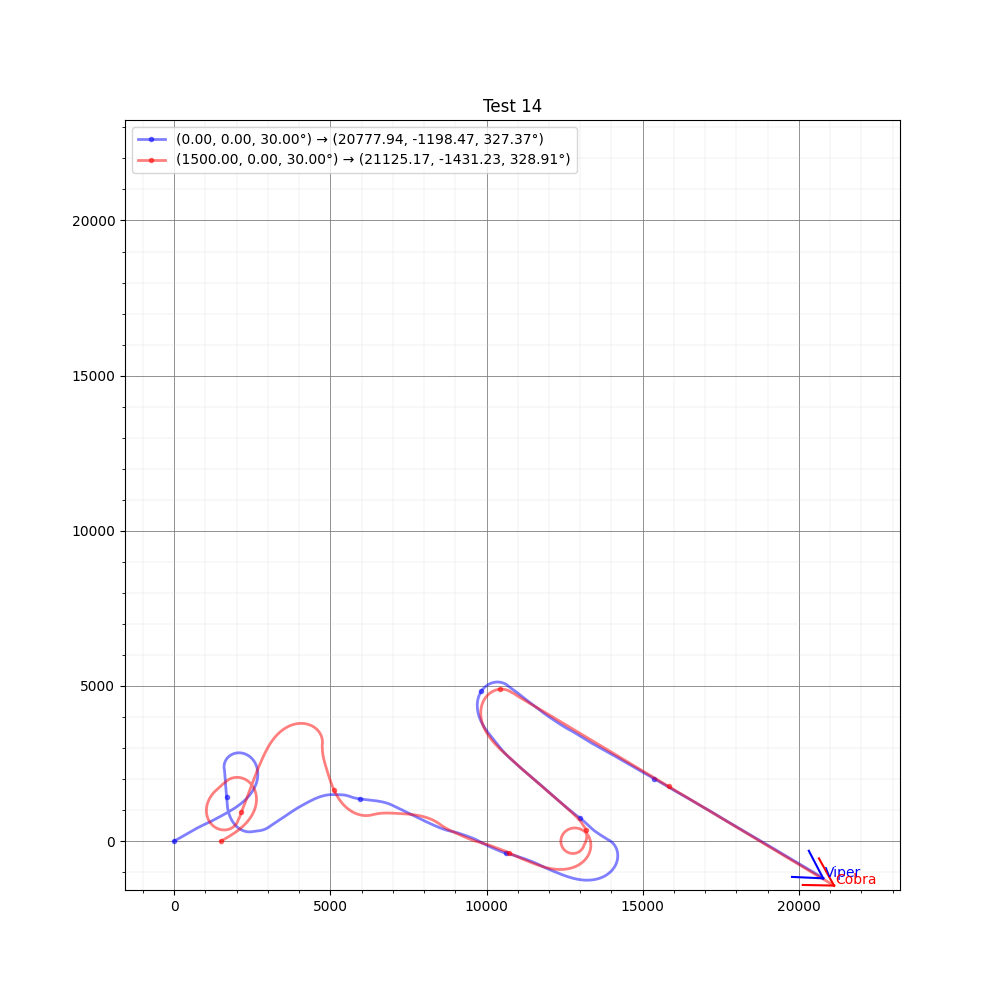 Test 14
(0.00, 0.00, 30.00°) → (20777.94, -1198.47, 327.37°)
(1500.00, 0.00, 30.00°) → (21125.17, -1431.23, 328.91°)
20000
15000
10000
5000
0
Viper
Cobra
0 5000 10000 15000 20000